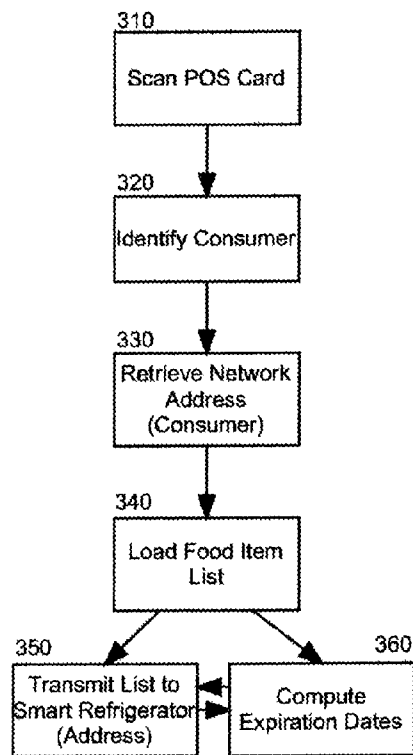 310
Scan POS Card
320
Identify Consumer
330
Retrieve Network
Address
(Consumer)
340
Load Food Item
List
350
Transmit List to
Smart Refrigerator
(Address)
360
Compute
Expiration Dates